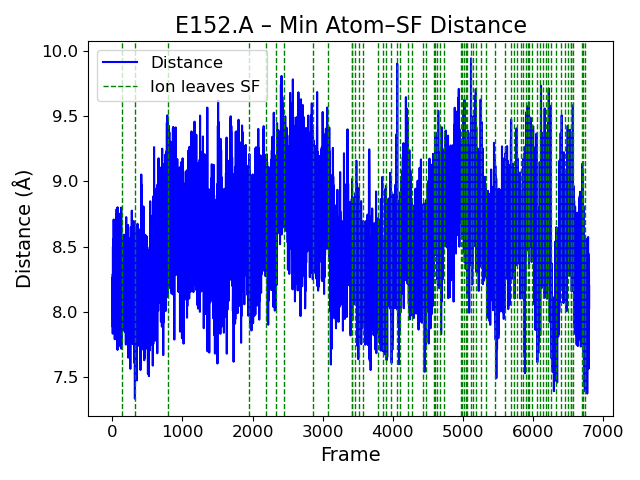 E152.A – Min Atom–SF Distance
Distance (Å)
10.0
9.5
9.0
8.5
8.0
7.5
Distance
Ion leaves SF
0 1000 2000 3000 4000 5000 6000 7000
Frame